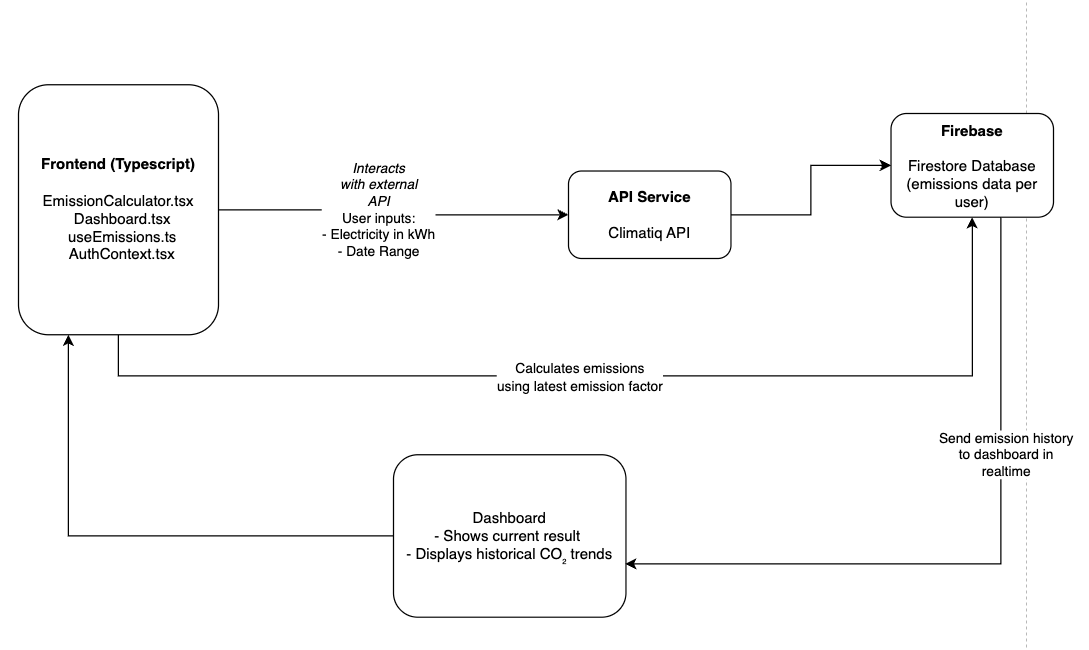 Frontend (Typescript)
EmissionCalculator.tsx
Dashboard.tsx
useEmissions.ts
AuthContext.tsx
Interacts
with external
API
User inputs:
- Electricity in kWh
- Date Range
API Service
Climatiq API
Firebase
Firestore Database
(emissions data per
user)
Calculates emissions
using latest emission factor
Send emission history
to dashboard in
realtime
Dashboard
- Shows current result
- Displays historical CO₂ trends